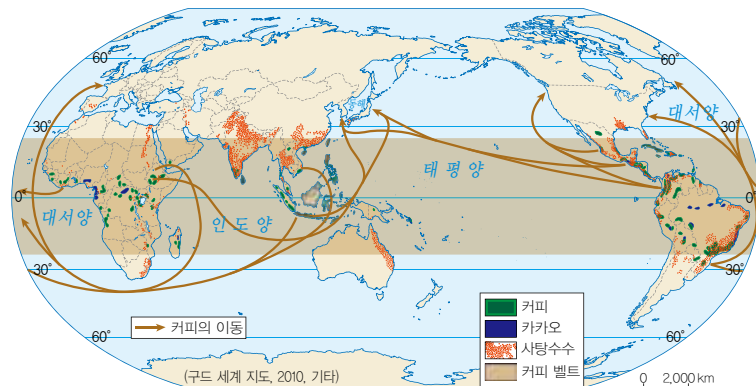 60°
60°
30°
30°
0°
0°
30°
30°
60°
60°
동해
대서양
태평양
대서양
인도양
커피의 이동
커피
카카오
사탕수수
커피 벨트
(구드 세계 지도, 2010, 기타)
0 2,000 km